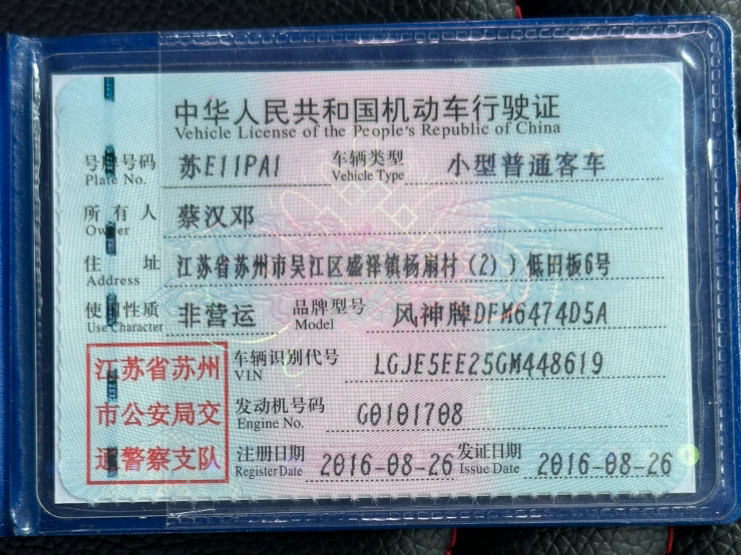 中华人民共和国机动车行驶证
Vehicle License of the People's Republic of China
号牌号码 苏E11PA1 车辆类型 小型普通客车
Plate No. Vehicle Type
所有人 蔡汉邓
Owner
住址 江苏省苏州市吴江区盛泽镇杨扇村（2））低田板6号
Address
使用性质 非营运 品牌型号 风神牌DFM6474D5A
Use Character Model
江苏省苏州 车辆识别代号 LGJE5EE25GM448619
VIN
市公安局交 发动机号码 G0101708
Engine No.
通警察支队 注册日期 2016-08-26 发证日期 2016-08-26
Register Date Issue Date